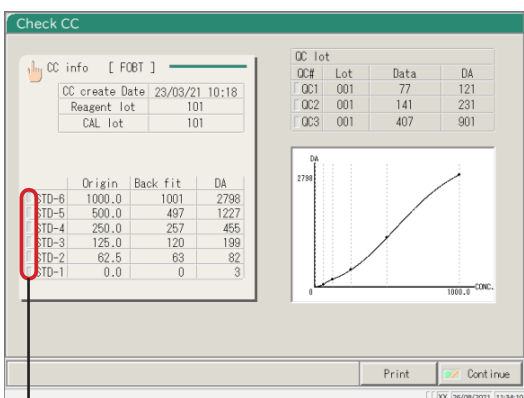 Check CC
CC info [ FOBT ]
CC create Date 23/03/21 10:18
Reagent lot 101
CAL lot 101
Origin Back fit DA
STD-6 1000.0 1001 2798
STD-5 500.0 497 1227
STD-4 250.0 257 455
STD-3 125.0 120 199
STD-2 62.5 63 82
STD-1 0.0 0 3
QC lot
QC# Lot Data DA
QC1 001 77 121
QC2 001 141 231
QC3 001 407 901
DA
2798
0 1000.0 CONC.
Print Continue